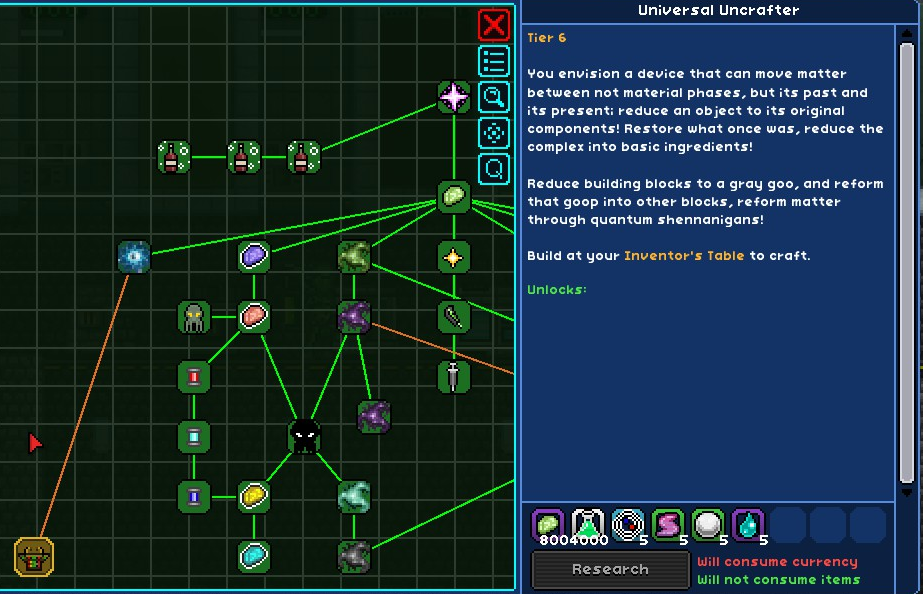 Universal Uncrafter
Tier 6
You envision a device that can move matter
between not material phases, but its past and
its present; reduce an object to its original
components! Restore what once was, reduce the
complex into basic ingredients!
Reduce building blocks to a gray goo, and reform
that goop into other blocks, reform matter
through quantum shennanigans!
Build at your Inventor's Table to craft.
Unlocks:
8004000 5 5 5 5
Research
Will consume currency
Will not consume items